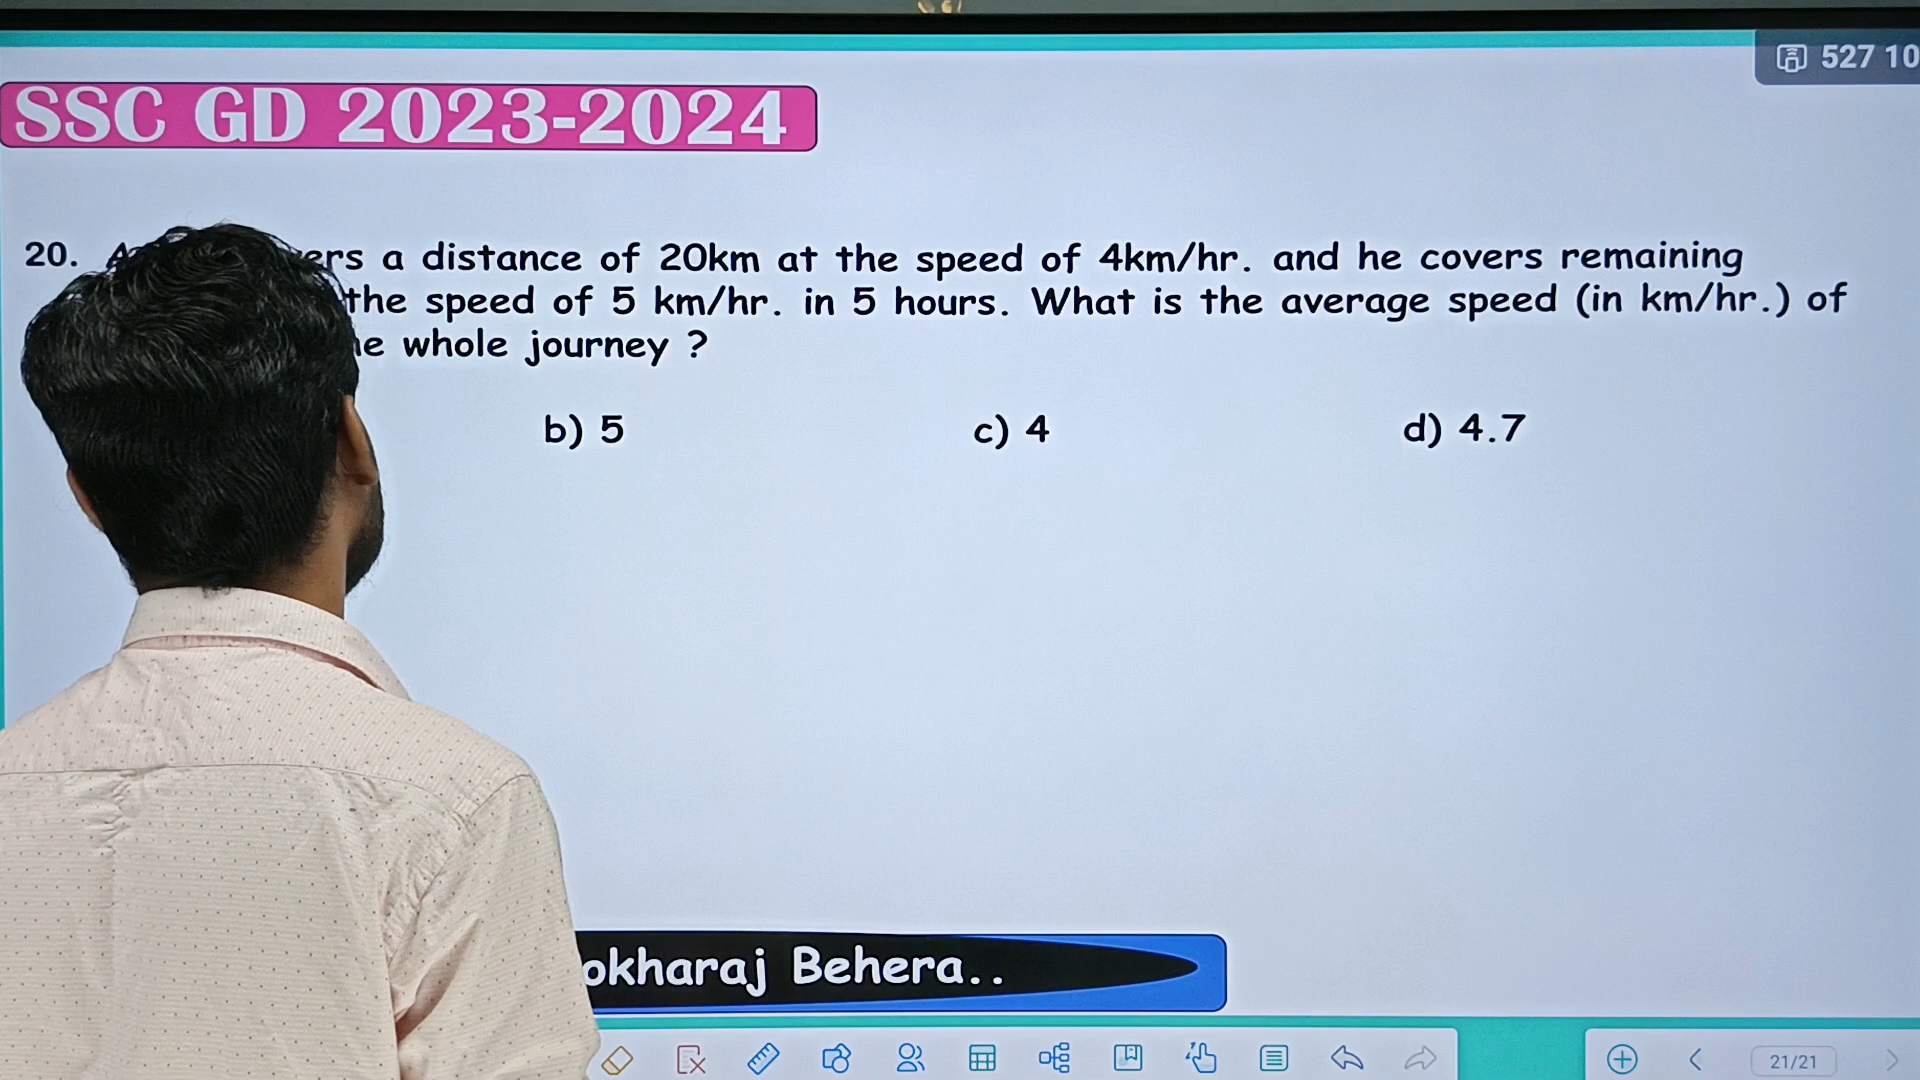 527 10
SSC GD 2023-2024
20. a distance of 20km at the speed of 4km/hr. and he covers remaining
the speed of 5 km/hr. in 5 hours. What is the average speed (in km/hr.) of
whole journey ?
b) 5 c) 4 d) 4.7
Behera..
21/21